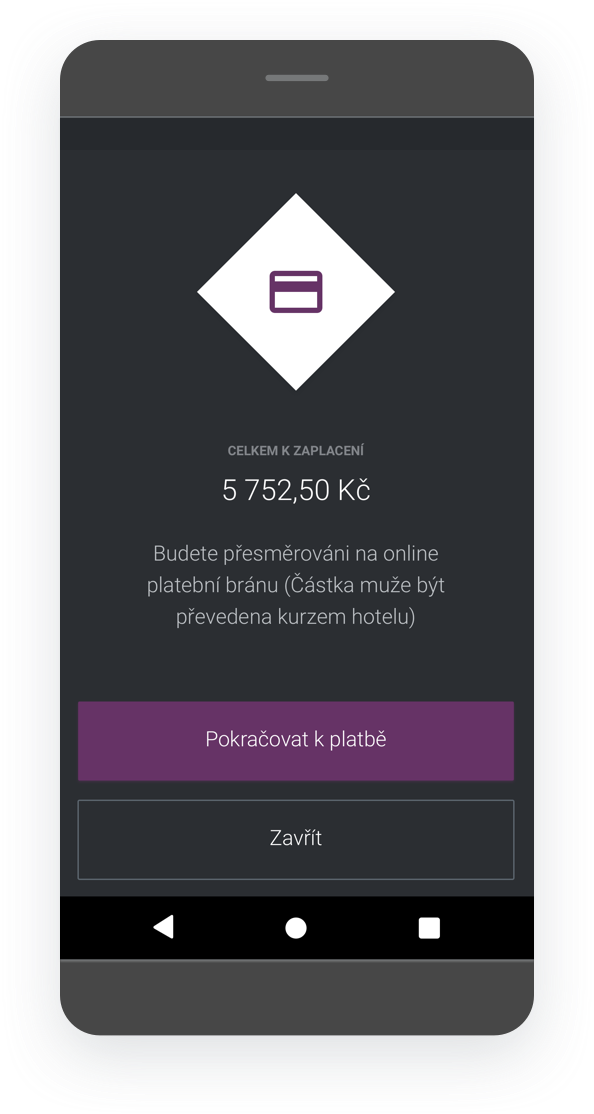 CELKEM K ZAPLACENÍ
5 752,50 Kč
Budete přesměrováni na online
platební bránu (Částka muže být
převedena kurzem hotelu)
Pokračovat k platbě
Zavřít